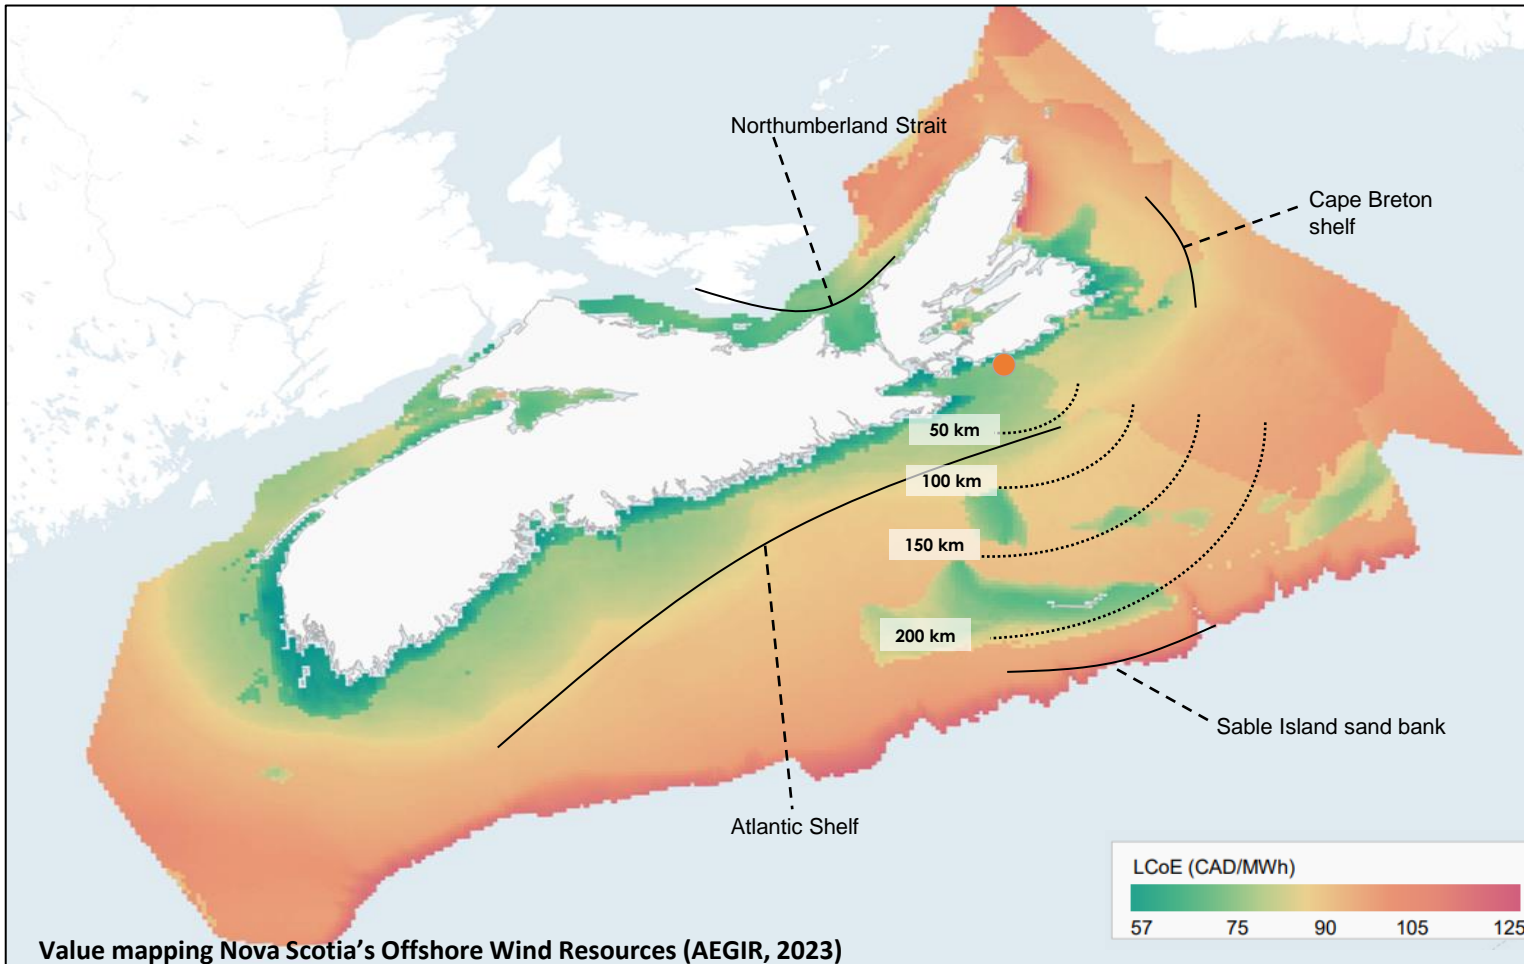 Northumberland Strait
Cape Breton
shelf
50 km
100 km
150 km
200 km
Sable Island sand bank
Atlantic Shelf
LCoE (CAD/MWh)
57 75 90 105 125
Value mapping Nova Scotia's Offshore Wind Resources (AEGIR, 2023)